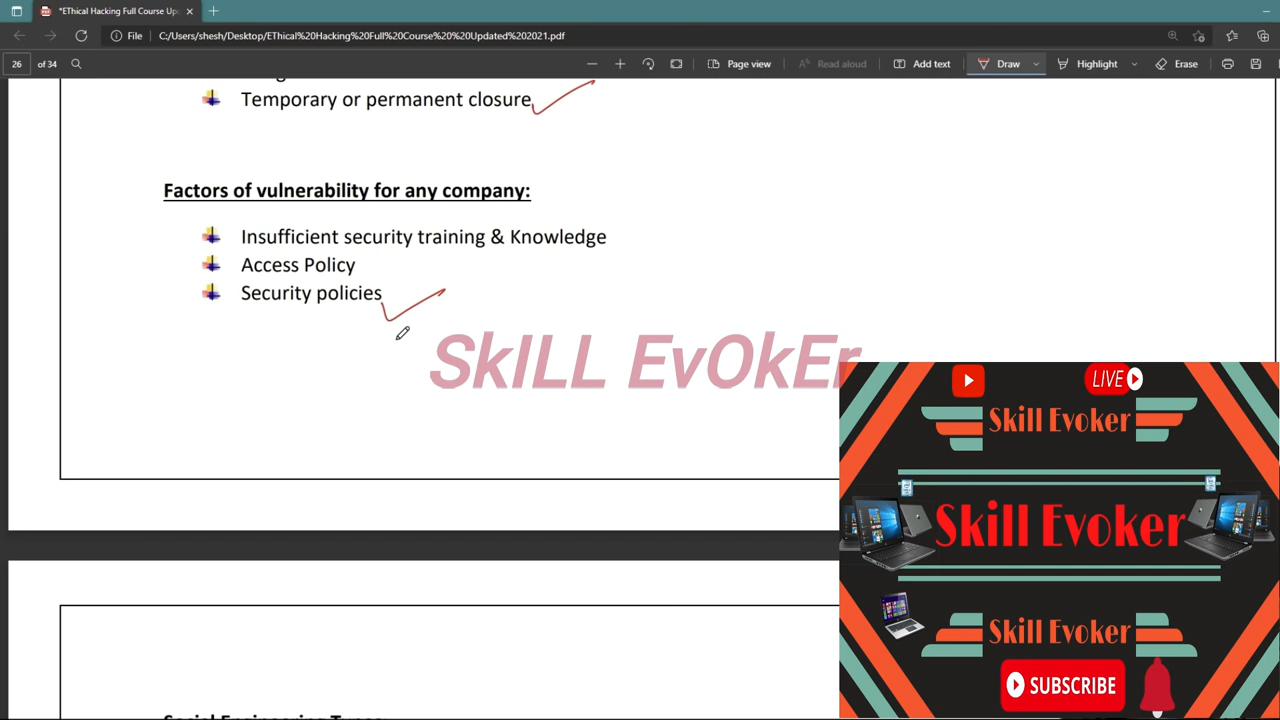 *EThical Hacking Full Course Up
File
C:/Users/shesh/Desktop/EThical%20Hacking%20Full%20Course%20%20Updated%202021.pdf
26 of 34
Page view
Read aloud
Add text
Draw
Highlight
Erase
Temporary or permanent closure
Factors of vulnerability for any company:
Insufficient security training & Knowledge
Access Policy
Security policies
SkILL EvOkEr
LIVE
Skill Evoker
Skill Evoker
Skill Evoker
SUBSCRIBE
Social Engineering Types: